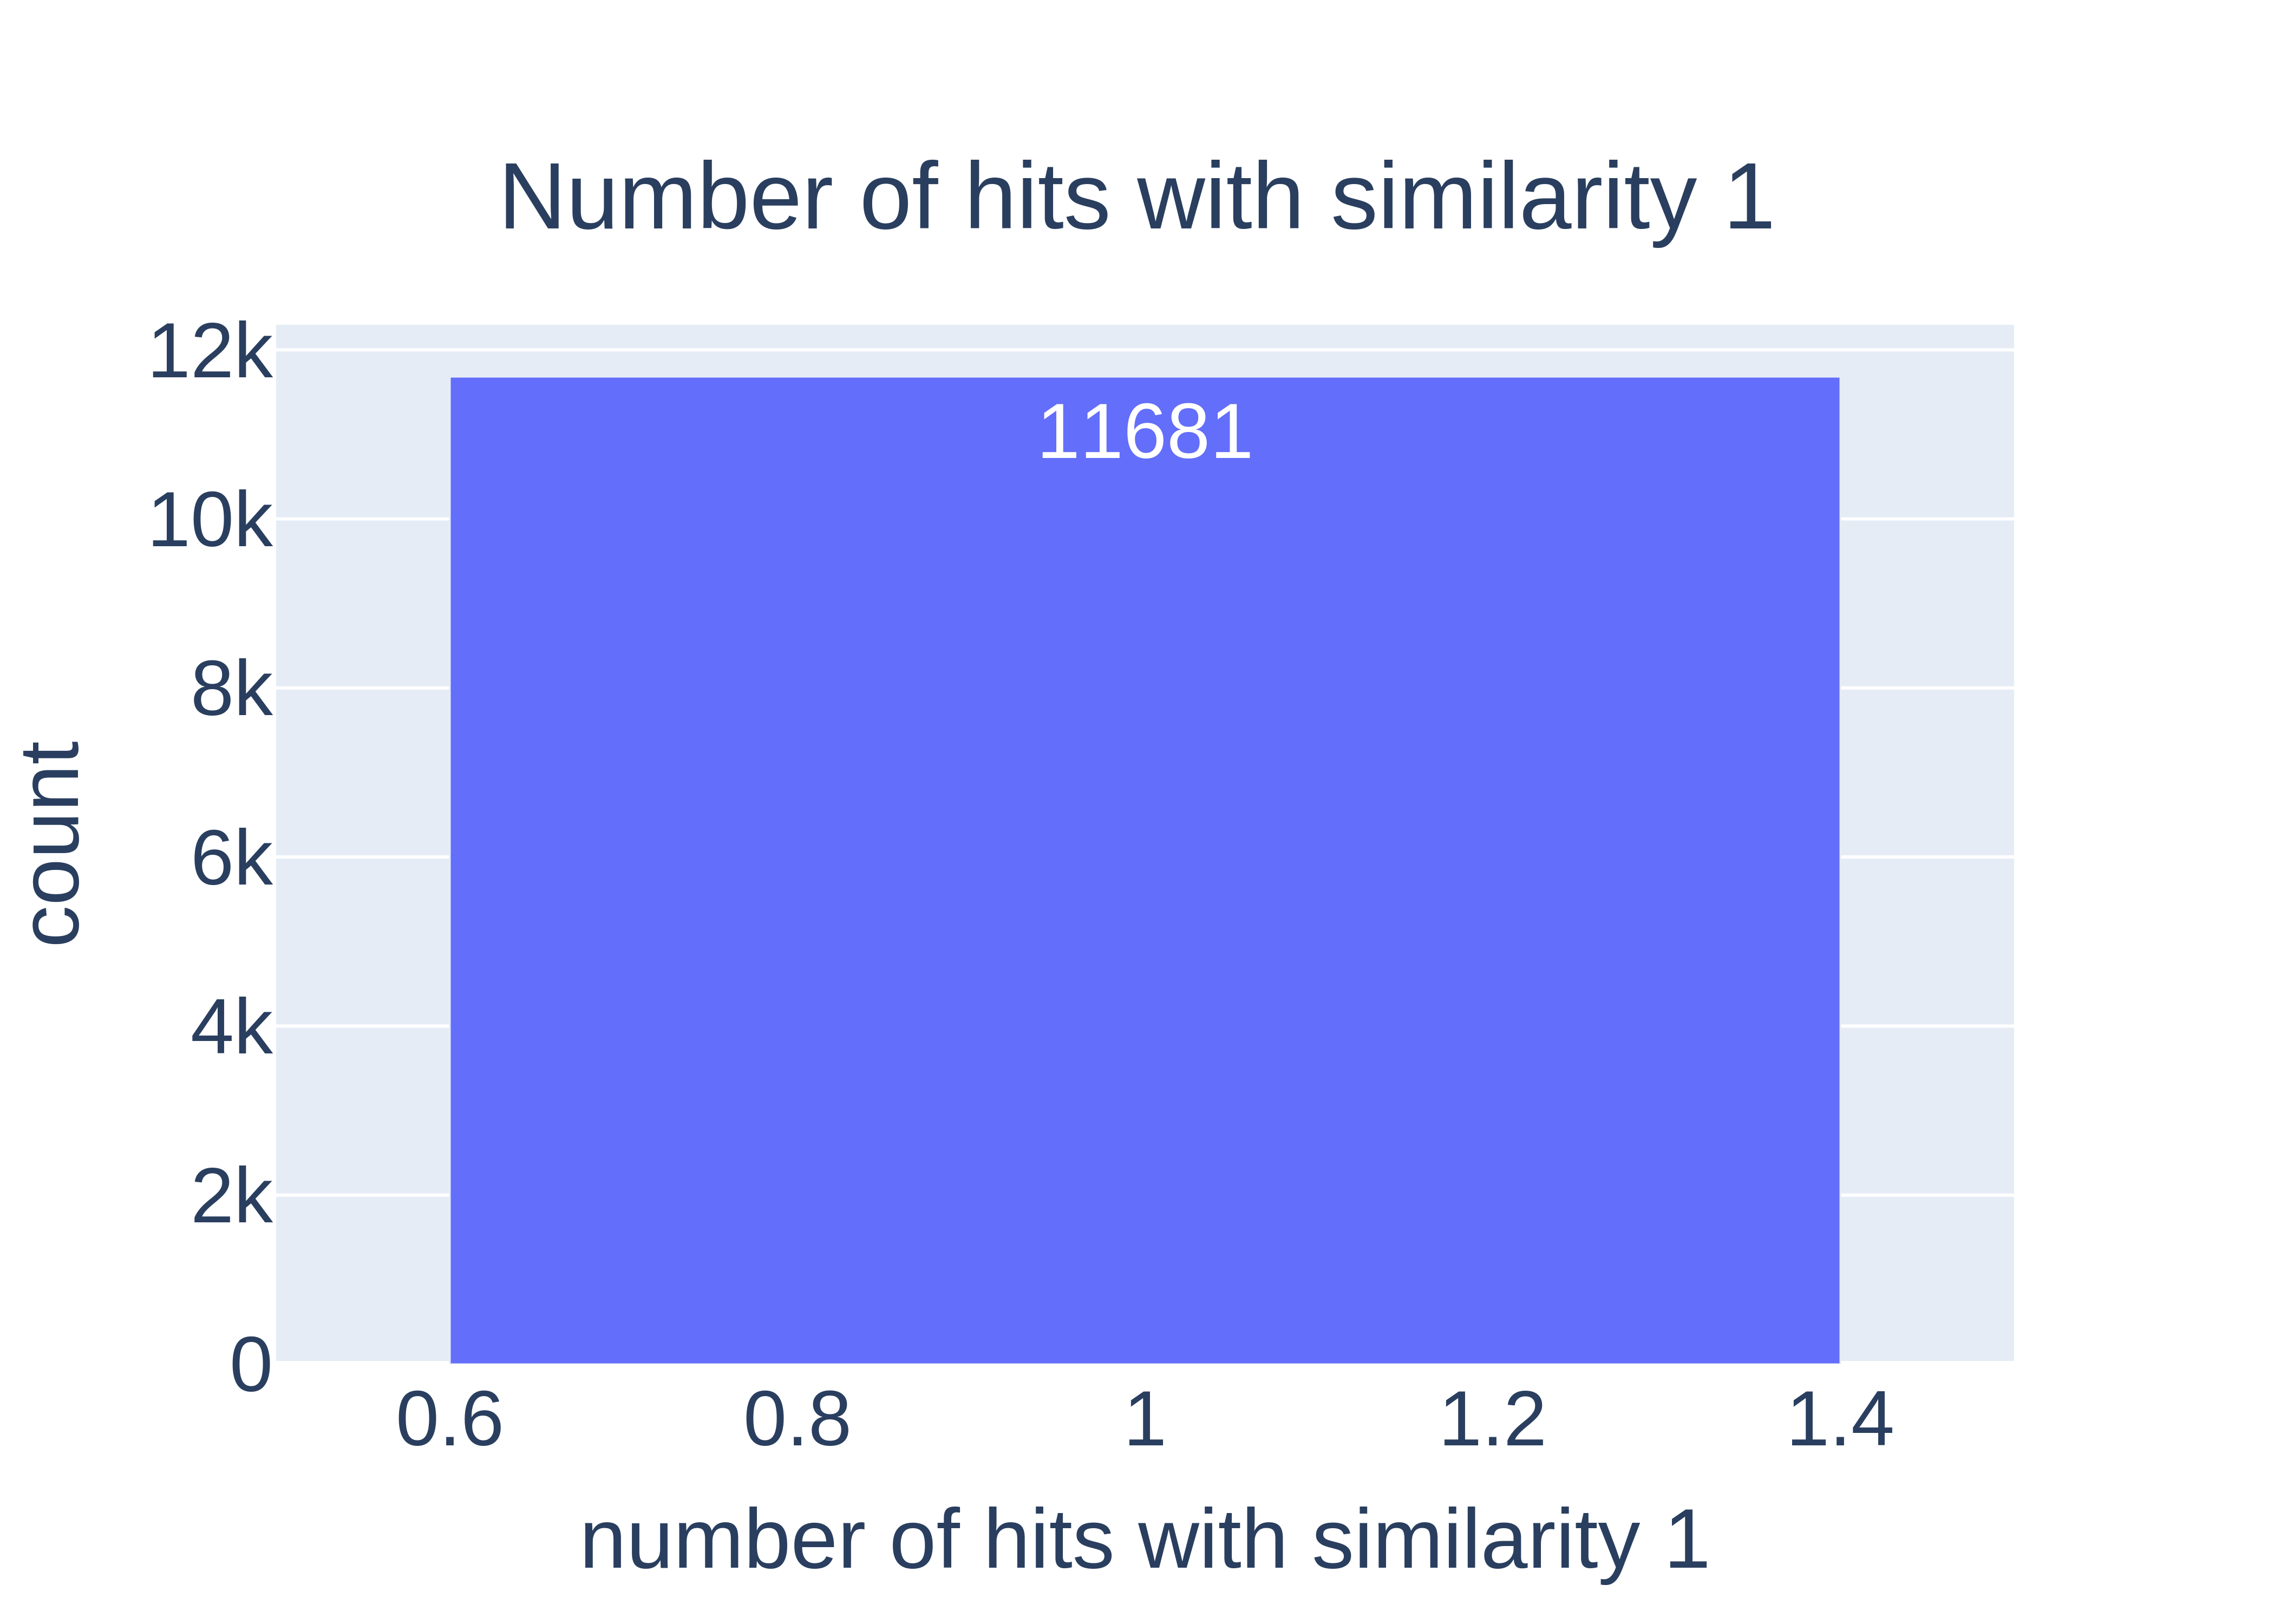 Number of hits with similarity 1
12k
11681
10k
8k
6k
4k
2k
0
count
0.6 0.8 1 1.2 1.4
number of hits with similarity 1